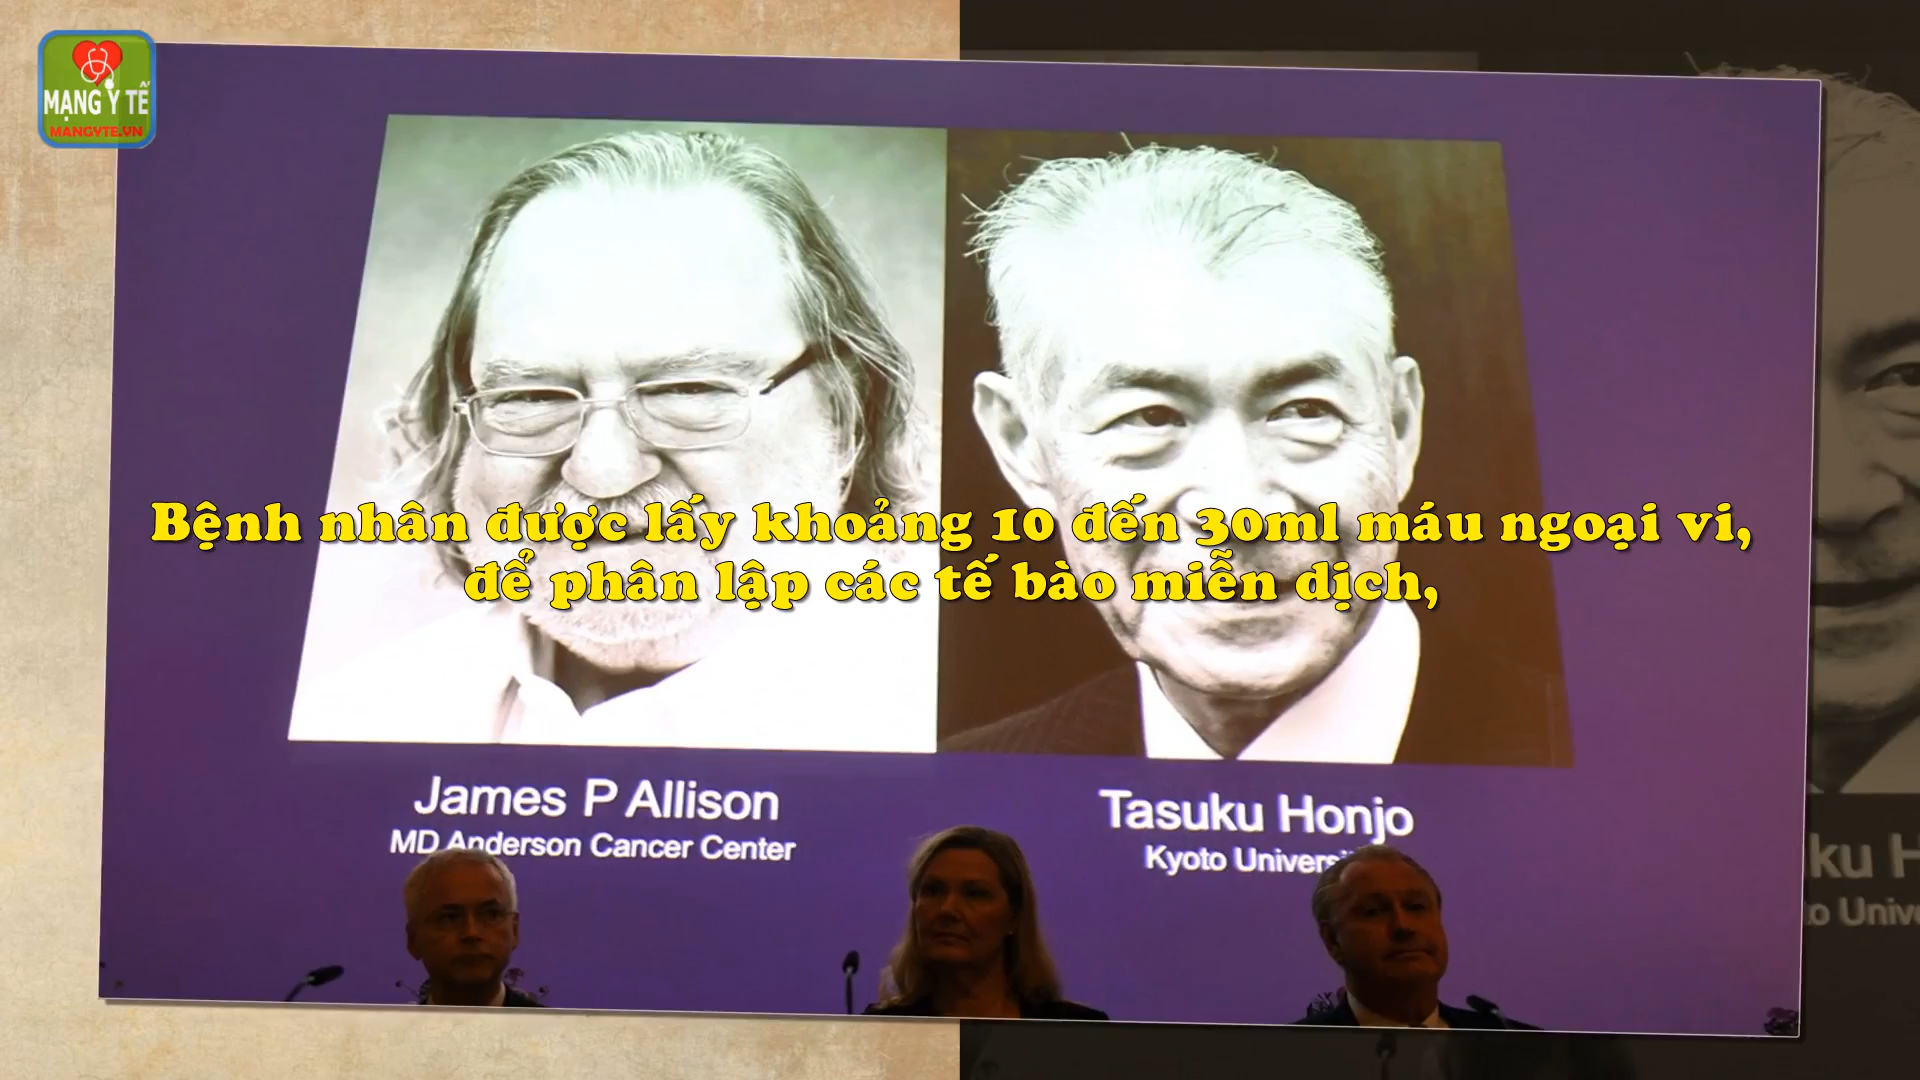 MẠNG Y TẾ
MANGYTE.VN
Bệnh nhân được lấy khoảng 10 đến 30ml máu ngoại vi,
để phân lập các tế bào miễn dịch,
James P Allison
MD Anderson Cancer Center
Tasuku Honjo
Kyoto